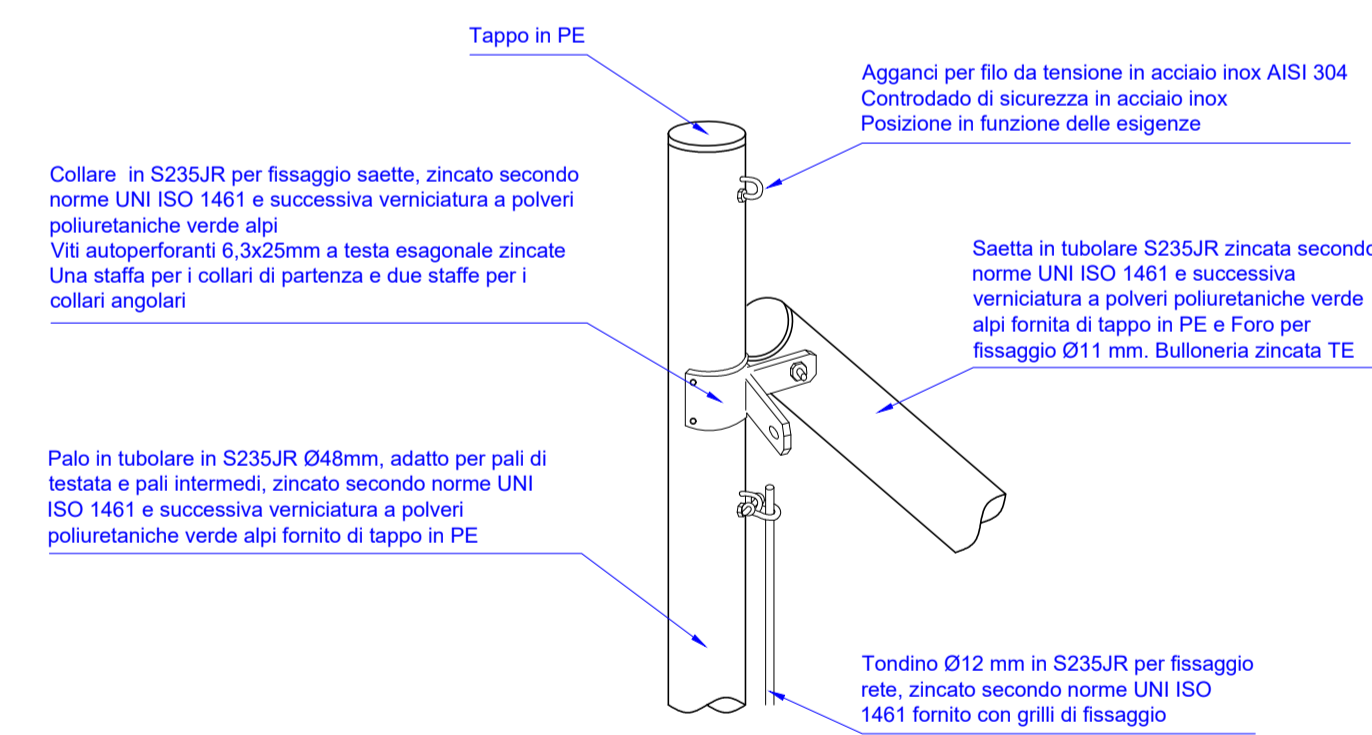 Tappo in PE
Agganci per filo da tensione in acciaio inox AISI 304
Controdado di sicurezza in acciaio inox
Posizione in funzione delle esigenze
Collare in S235JR per fissaggio saette, zincato secondo
norme UNI ISO 1461 e successiva verniciatura a polveri
poliuretaniche verde alpi
Viti autoperforanti 6,3x25mm a testa esagonale zincate
Una staffa per i collari di partenza e due staffe per i
collari angolari
Saetta in tubolare S235JR zincata secondo
norme UNI ISO 1461 e successiva
verniciatura a polveri poliuretaniche verde
alpi fornita di tappo in PE e Foro per
fissaggio Ø11 mm. Bulloneria zincata TE
Palo in tubolare in S235JR Ø48mm, adatto per pali di
testata e pali intermedi, zincato secondo norme UNI
ISO 1461 e successiva verniciatura a polveri
poliuretaniche verde alpi fornito di tappo in PE
Tondino Ø12 mm in S235JR per fissaggio
rete, zincato secondo norme UNI ISO
1461 fornito con grilli di fissaggio